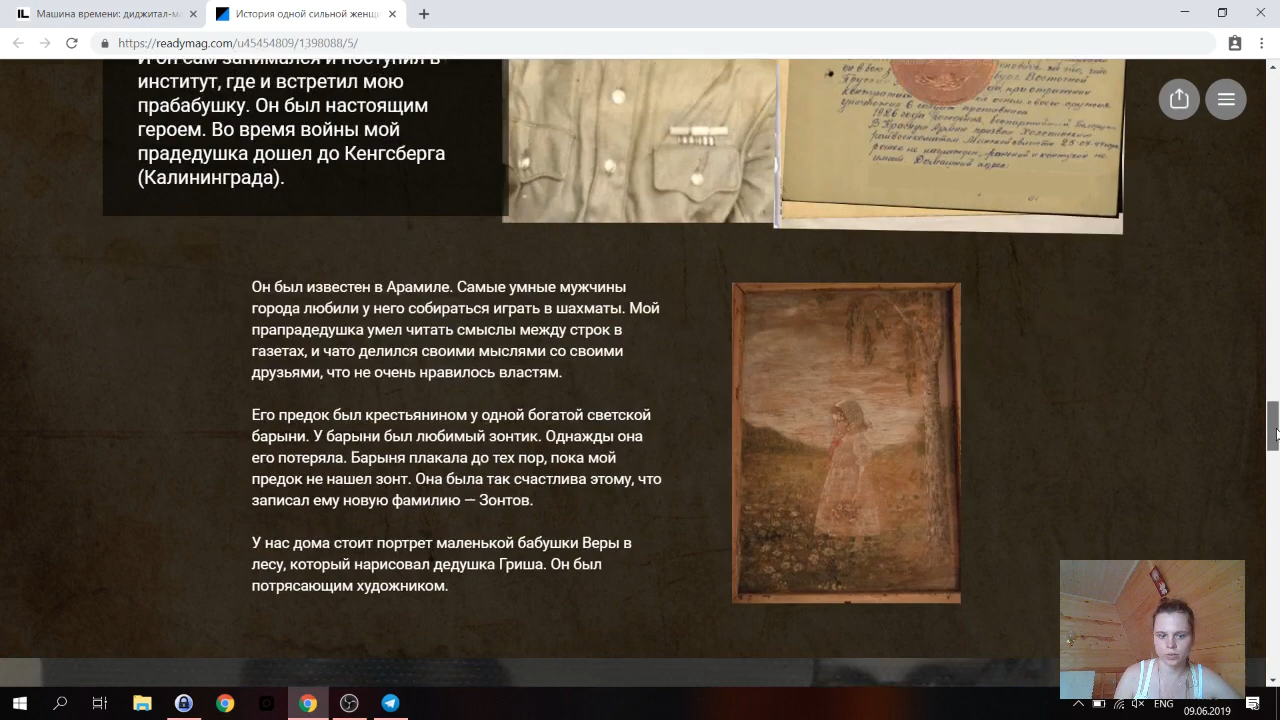 Машина времени: диджитал-м
История одной сильной женщ
https://readymag.com/u45454809/1398088/5/
И он сам занимался и поступил в
институт, где и встретил мою
прабабушку. Он был настоящим
героем. Во время войны мой
прадедушка дошел до Кенгсберга
(Калининграда).
Он был известен в Арамиле. Самые умные мужчины
города любили у него собираться играть в шахматы. Мой
прапрадедушка умел читать смыслы между строк в
газетах, и чато делился своими мыслями со своими
друзьями, что не очень нравилось властям.
Его предок был крестьянином у одной богатой светской
барыни. У барыни был любимый зонтик. Однажды она
его потеряла. Барыня плакала до тех пор, пока мой
предок не нашел зонт. Она была так счастлива этому, что
записал ему новую фамилию — Зонтов.
У нас дома стоит портрет маленькой бабушки Веры в
лесу, который нарисовал дедушка Гриша. Он был
потрясающим художником.
ENG
09.06.2019